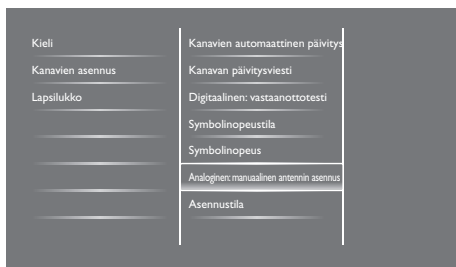 Kieli
Kanavien asennus
Lapsilukko
Kanavien automaattinen päivitys
Kanavan päivitysviesti
Digitaalinen: vastaanottotesti
Symbolinopeustila
Symbolinopeus
Analoginen: manuaalinen antennin asennus
Asennustila